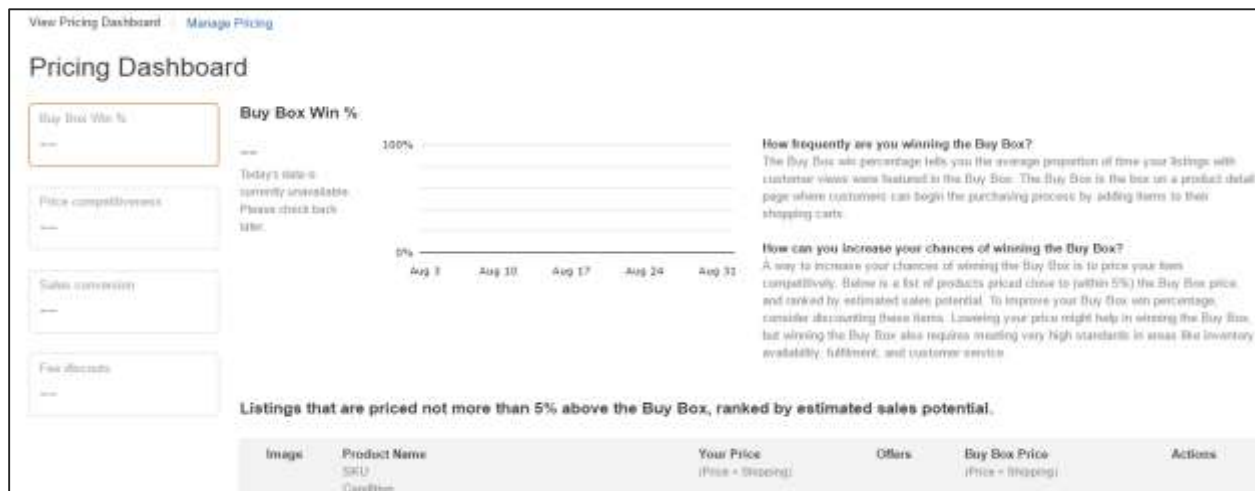 View Pricing Dashboard Manage Pricing
Pricing Dashboard
Buy Box Win %
--
Price competitiveness
--
Sales conversion
--
Fee discouts
--
Buy Box Win %
--
Today's data is
currently unavailable.
Please check back
later.
100%
0%
Aug 3 Aug 10 Aug 17 Aug 24 Aug 31
How frequently are you winning the Buy Box?
The Buy Box win percentage tells you the average proportion of time your listings with
customer views were featured in the Buy Box. The Buy Box is the box on a product detail
page where customers can begin the purchasing process by adding items to their
shopping carts.
How can you increase your chances of winning the Buy Box?
A way to increase your chances of winning the Buy Box is to price your item
competitively. Below is a list of products priced close to (within 5%) the Buy Box price
and ranked by estimated sales potential. To improve your Buy Box win percentage,
consider discounting these items. Lowering your price might help in winning the Buy Box,
but winning the Buy Box also requires meeting very high standards in areas like inventory
availability, fulfilment, and customer service.
Listings that are priced not more than 5% above the Buy Box, ranked by estimated sales potential.
Image Product Name Your Price Offers Buy Box Price Actions
SKU (Price + Shipping) (Price + Shipping)
Condition